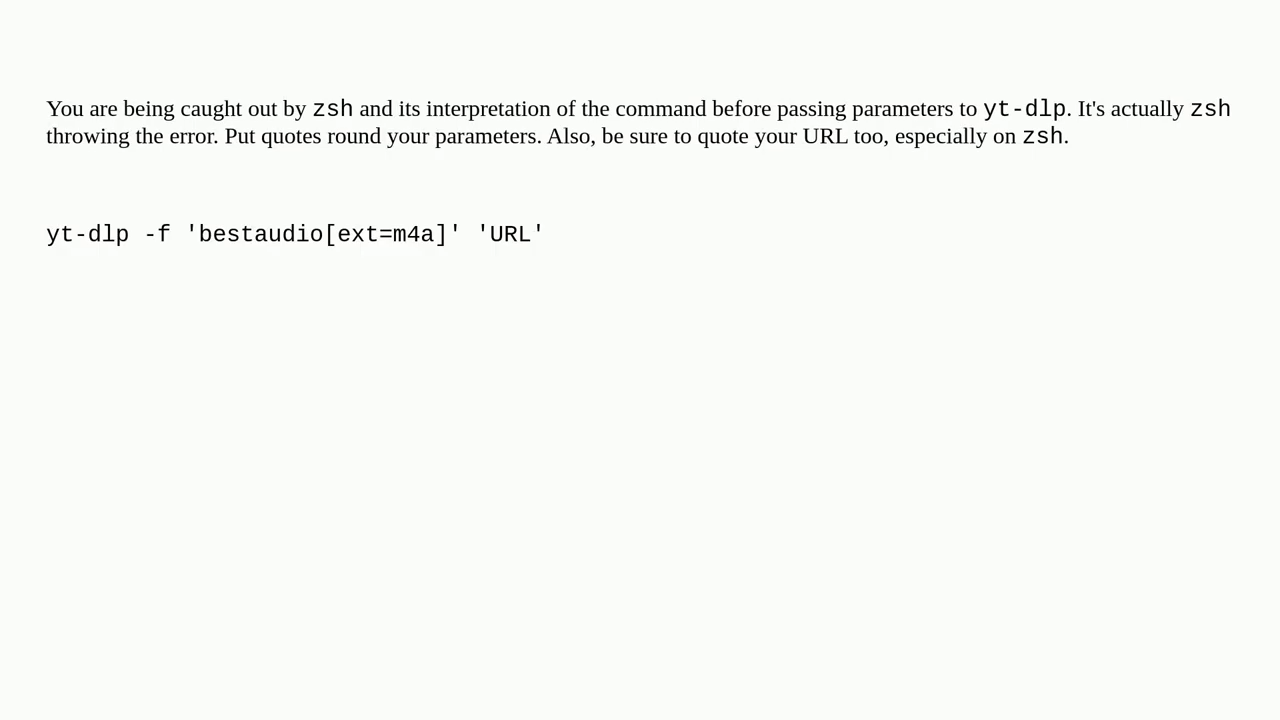 You are being caught out by zsh and its interpretation of the command before passing parameters to yt-dlp. It's actually zsh
throwing the error. Put quotes round your parameters. Also, be sure to quote your URL too, especially on zsh.
yt-dlp -f 'bestaudio[ext=m4a]' 'URL'